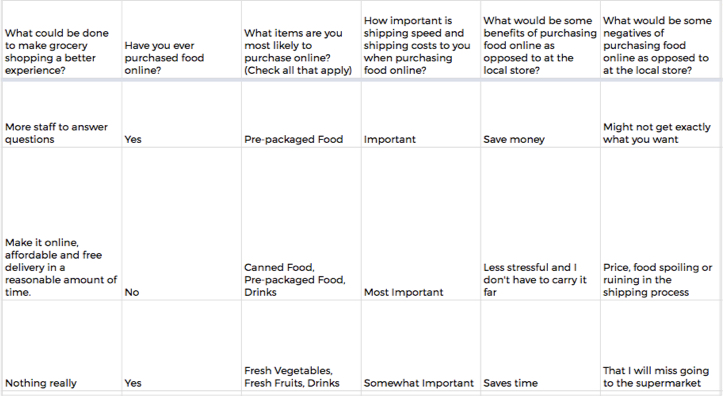 What could be done
to make grocery
shopping a better
experience?
Have you ever
purchased food
online?
What items are you
most likely to
purchase online?
(Check all that apply)
How important is
shipping speed and
shipping costs to you
when purchasing
food online?
What would be some
benefits of purchasing
food online as
opposed to at the
local store?
What would be some
negatives of
purchasing food
online as opposed to
at the local store?
More staff to answer
questions
Yes
Pre-packaged Food
Important
Save money
Might not get exactly
what you want
Make it online,
affordable and free
delivery in a
reasonable amount of
time.
No
Canned Food,
Pre-packaged Food,
Drinks
Most Important
Less stressful and I
don't have to carry it
far
Price, food spoiling or
ruining in the
shipping process
Nothing really
Yes
Fresh Vegetables,
Fresh Fruits, Drinks
Somewhat Important
Saves time
That I will miss going
to the supermarket